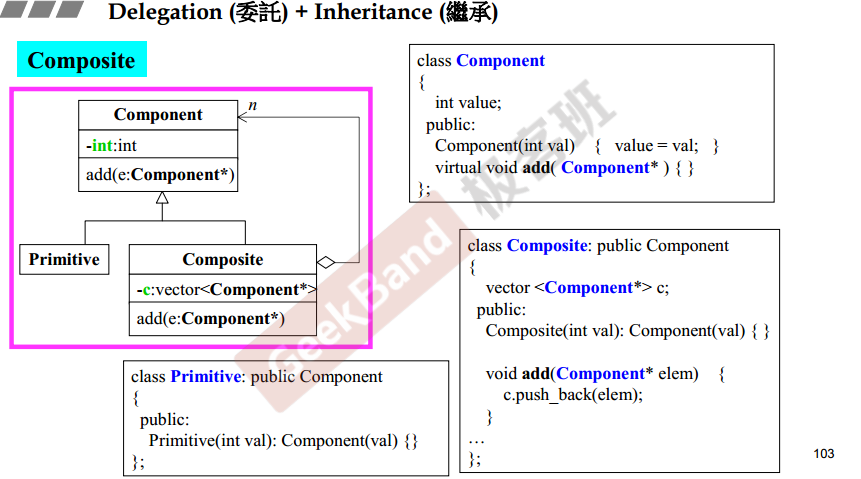 Delegation (委託) + Inheritance (繼承)
Composite
Component
-int:int
add(e:Component*)
n
Primitive
Composite
-c:vector<Component*>
add(e:Component*)
class Component
{
int value;
public:
Component(int val) { value = val; }
virtual void add( Component* ) { }
};
class Composite: public Component
{
vector <Component*> c;
public:
Composite(int val): Component(val) { }
void add(Component* elem) {
c.push_back(elem);
}
…
};
class Primitive: public Component
{
public:
Primitive(int val): Component(val) {}
};
GeekBand 极客班
103